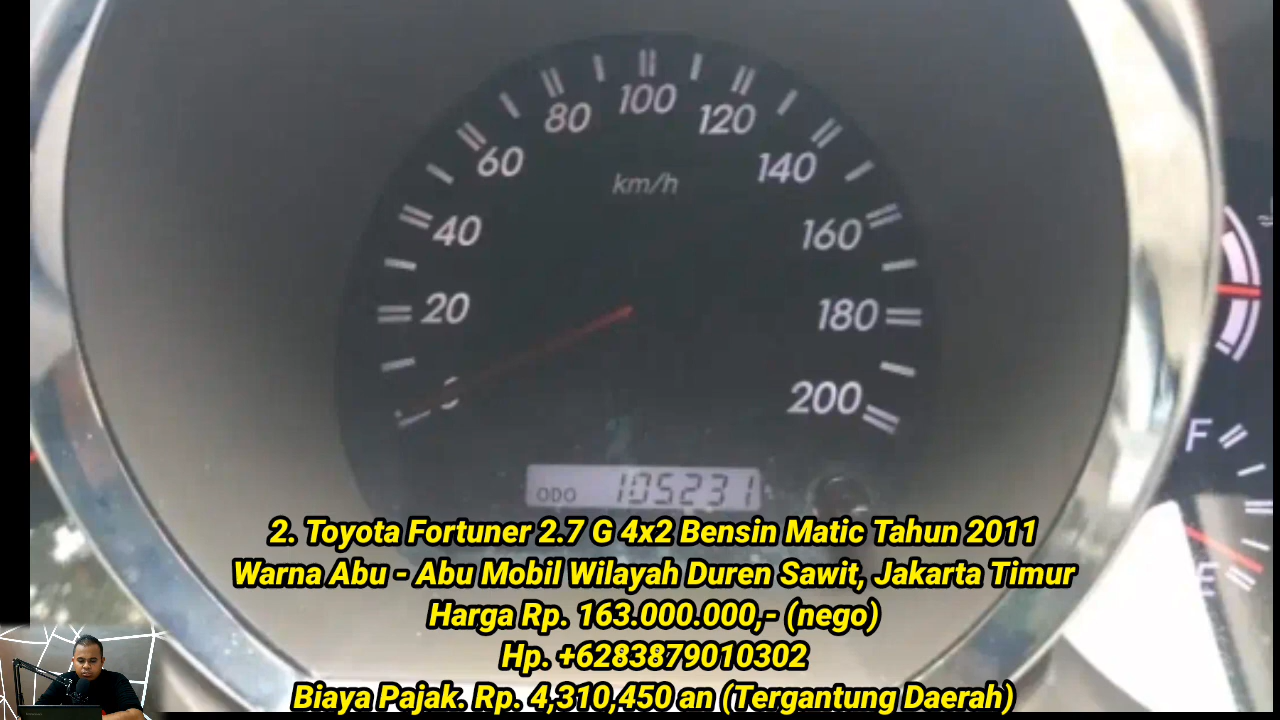 100
80
120
60
140
km/h
40
160
20
180
200
F
ODO 105231
2. Toyota Fortuner 2.7 G 4x2 Bensin Matic Tahun 2011
Warna Abu - Abu Mobil Wilayah Duren Sawit, Jakarta Timur
Harga Rp. 163.000.000,- (nego)
Hp. +6283879010302
Biaya Pajak. Rp. 4,310,450 an (Tergantung Daerah)
E